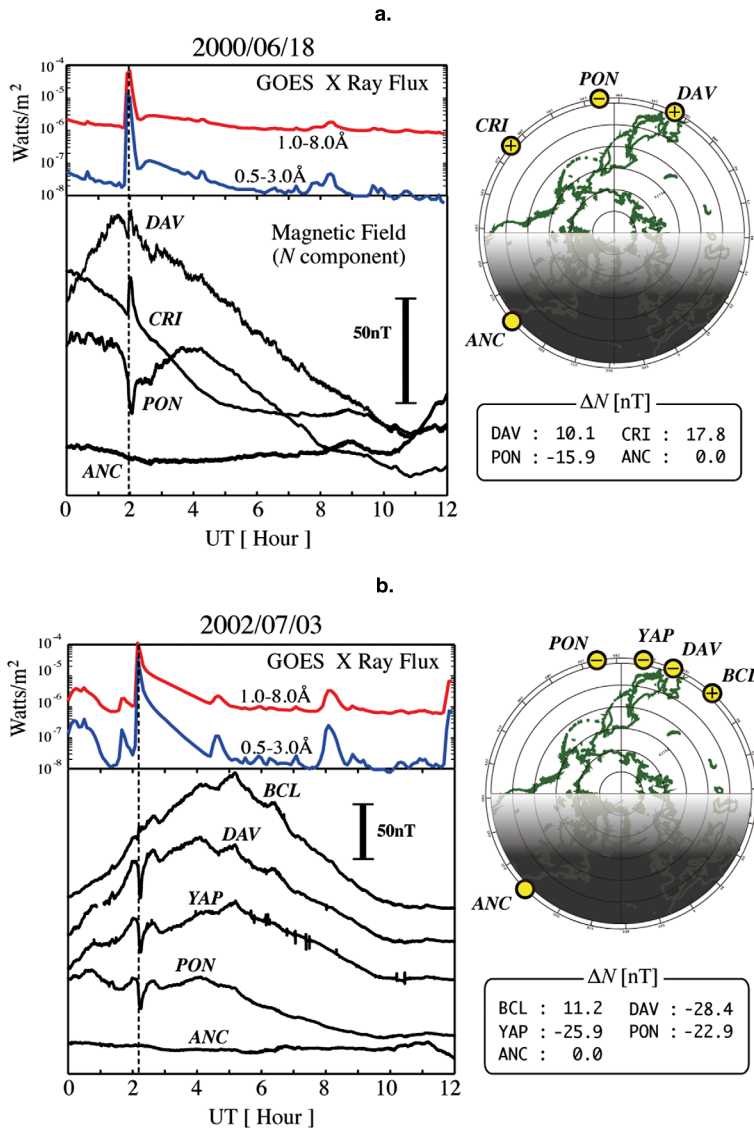 a.
2000/06/18
GOES X Ray Flux
Watts/m²
10⁻⁴
10⁻⁵
10⁻⁶
10⁻⁷
10⁻⁸
1.0-8.0Å
0.5-3.0Å
DAV
Magnetic Field
(N component)
CRI
50nT
PON
ANC
0 2 4 6 8 10 12
UT [ Hour ]
PON
DAV
CRI
ANC
ΔN [nT]
DAV : 10.1 CRI : 17.8
PON : -15.9 ANC : 0.0
b.
2002/07/03
GOES X Ray Flux
Watts/m²
10⁻⁴
10⁻⁵
10⁻⁶
10⁻⁷
10⁻⁸
1.0-8.0Å
0.5-3.0Å
BCL
50nT
DAV
YAP
PON
ANC
0 2 4 6 8 10 12
UT [ Hour ]
PON
YAP
DAV
BCL
ANC
ΔN [nT]
BCL : 11.2 DAV : -28.4
YAP : -25.9 PON : -22.9
ANC : 0.0